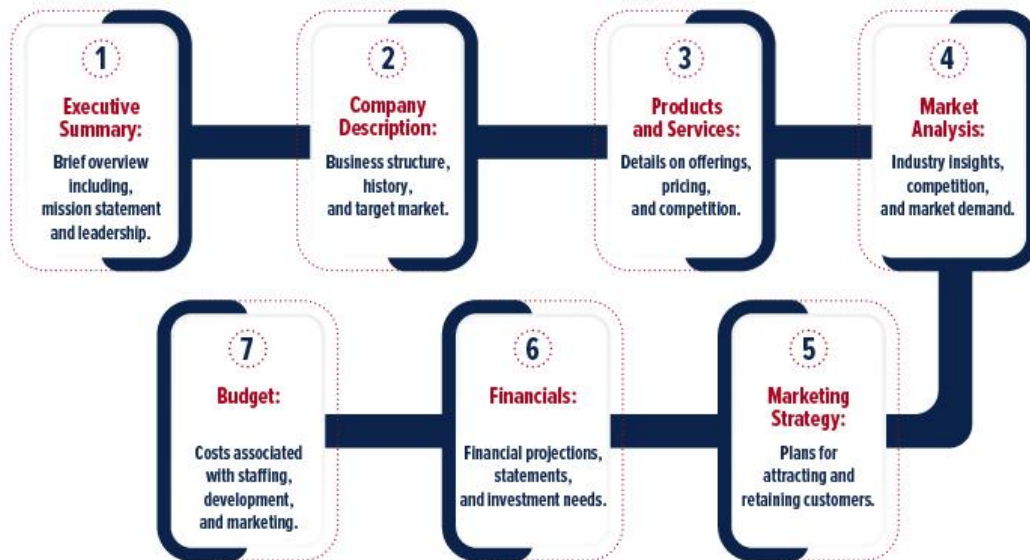 1
Executive
Summary:
Brief overview
including,
mission statement
and leadership.
2
Company
Description:
Business structure,
history,
and target market.
3
Products
and Services:
Details on offerings,
pricing,
and competition.
4
Market
Analysis:
Industry insights,
competition,
and market demand.
5
Marketing
Strategy:
Plans for
attracting and
retaining customers.
6
Financials:
Financial projections,
statements,
and investment needs.
7
Budget:
Costs associated
with staffing,
development,
and marketing.